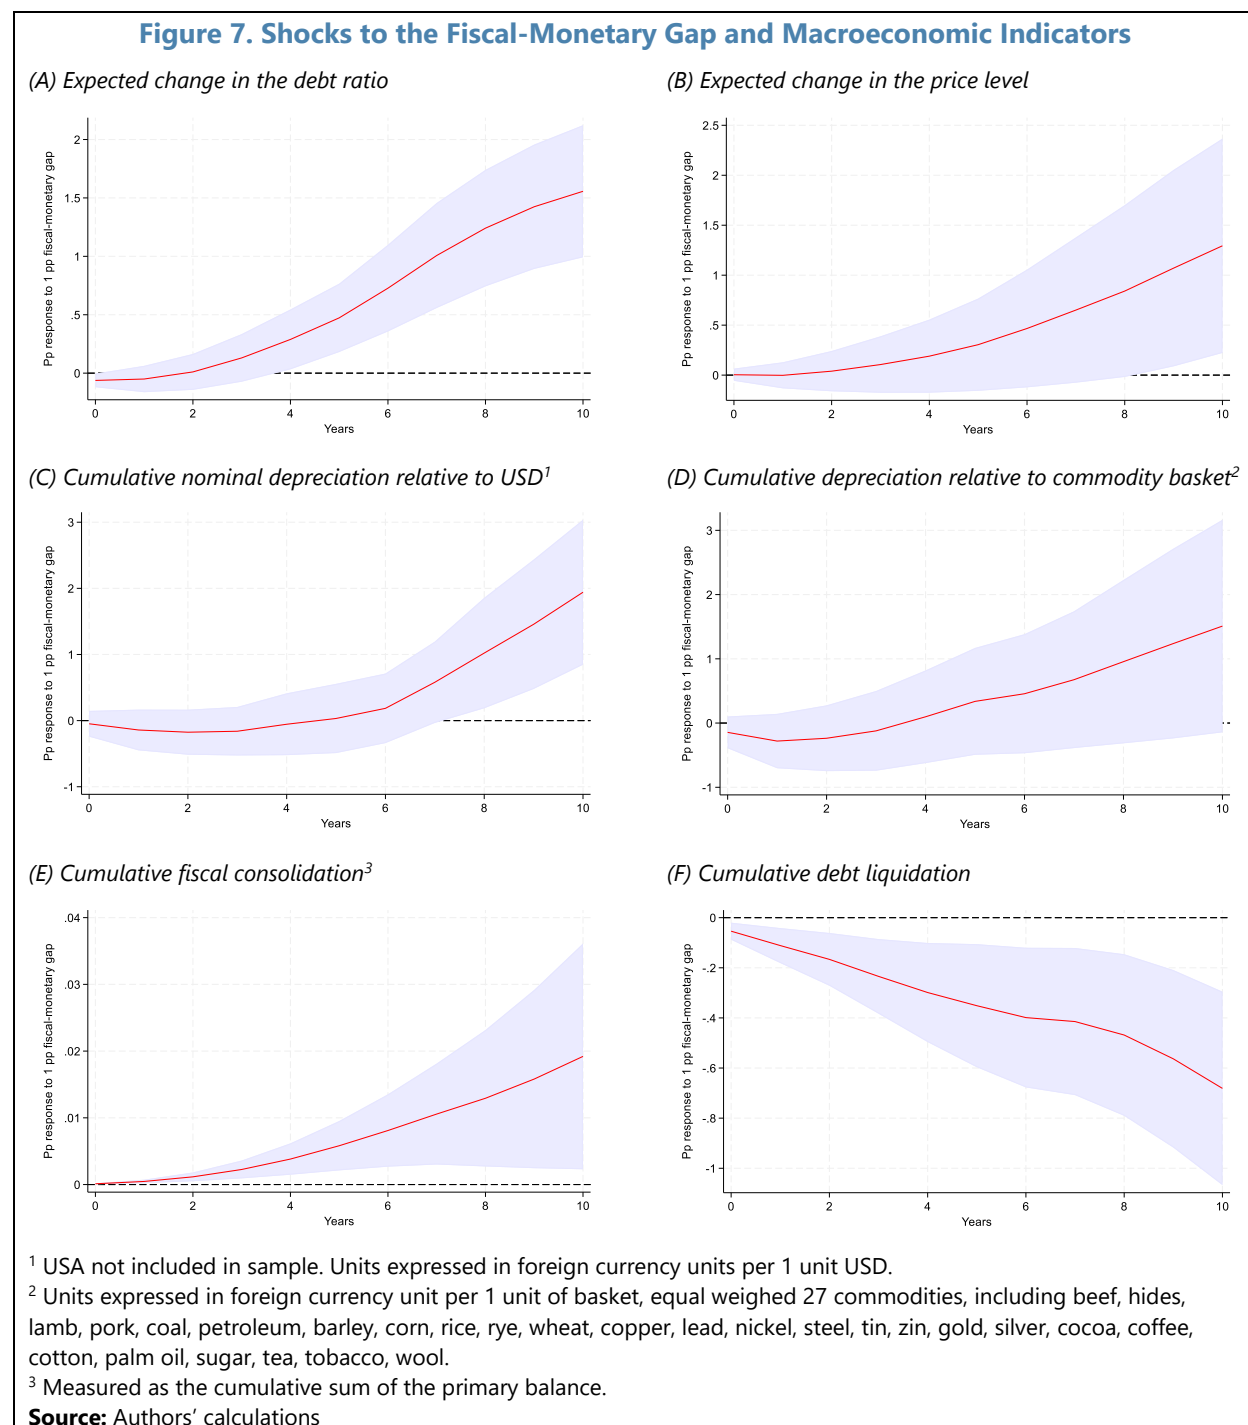 Figure 7. Shocks to the Fiscal-Monetary Gap and Macroeconomic Indicators
(A) Expected change in the debt ratio
Pp response to 1 pp fiscal-monetary gap
2
1.5
1
.5
0
0 2 4 6 8 10
Years
(B) Expected change in the price level
Pp response to 1 pp fiscal-monetary gap
2.5
2
1.5
1
.5
0
0 2 4 6 8 10
Years
(C) Cumulative nominal depreciation relative to USD1
Pp response to 1 pp fiscal-monetary gap
3
2
1
0
-1
0 2 4 6 8 10
Years
(D) Cumulative depreciation relative to commodity basket2
Pp response to 1 pp fiscal-monetary gap
3
2
1
0
-1
0 2 4 6 8 10
Years
(E) Cumulative fiscal consolidation3
Pp response to 1 pp fiscal-monetary gap
.04
.03
.02
.01
0
0 2 4 6 8 10
Years
(F) Cumulative debt liquidation
Pp response to 1 pp fiscal-monetary gap
0
-.2
-.4
-.6
-.8
-1
0 2 4 6 8 10
Years
1 USA not included in sample. Units expressed in foreign currency units per 1 unit USD.
2 Units expressed in foreign currency unit per 1 unit of basket, equal weighed 27 commodities, including beef, hides,
lamb, pork, coal, petroleum, barley, corn, rice, rye, wheat, copper, lead, nickel, steel, tin, zin, gold, silver, cocoa, coffee,
cotton, palm oil, sugar, tea, tobacco, wool.
3 Measured as the cumulative sum of the primary balance.
Source: Authors' calculations